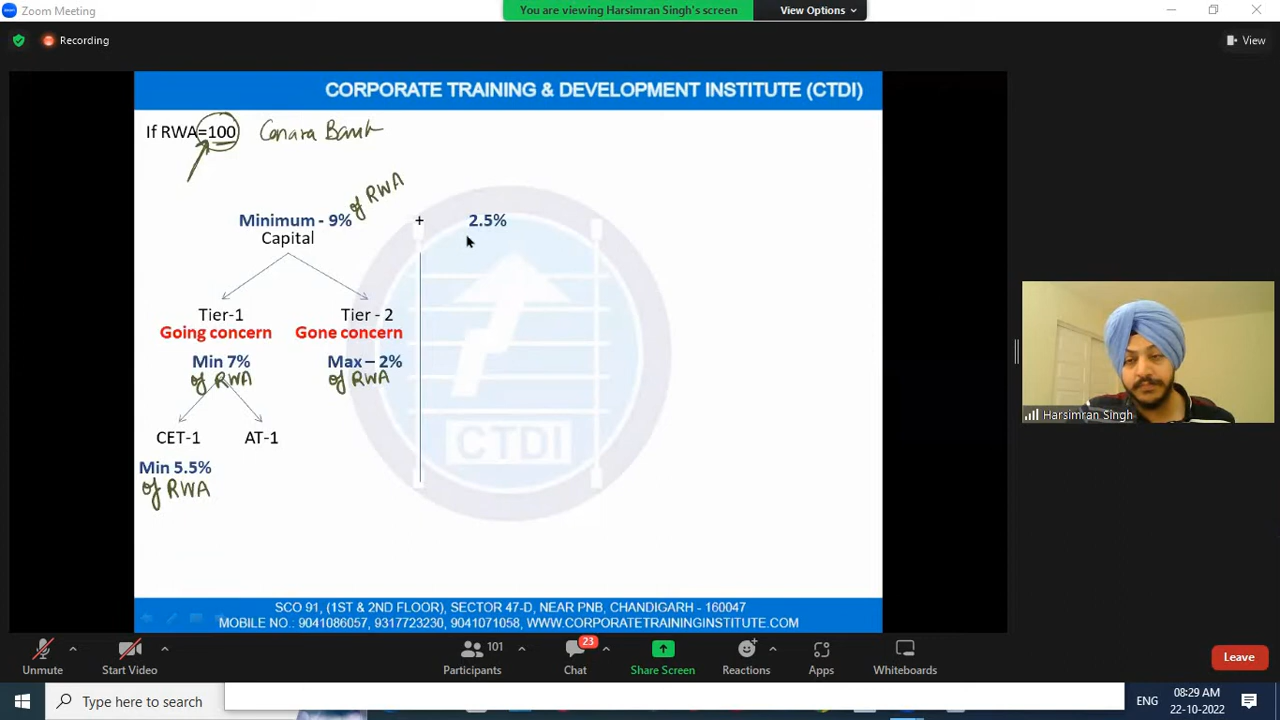 Zoom Meeting
You are viewing Harsimran Singh's screen
View Options
Recording
View
CORPORATE TRAINING & DEVELOPMENT INSTITUTE (CTDI)
If RWA=100 Canara Bank
Minimum - 9% of RWA + 2.5%
Capital
Tier-1 Tier - 2
Going concern Gone concern
Min 7% Max – 2%
of RWA of RWA
CET-1 AT-1
Min 5.5%
of RWA
CTDI
Harsimran Singh
SCO 91, (1ST & 2ND FLOOR), SECTOR 47-D, NEAR PNB, CHANDIGARH - 160047
MOBILE NO.: 9041086057, 9317723230, 9041071058, WWW.CORPORATETRAININGINSTITUTE.COM
23
101
Unmute Start Video Participants Chat Share Screen Reactions Apps Whiteboards Leave
Type here to search
ENG
08:29 AM
22-10-2022